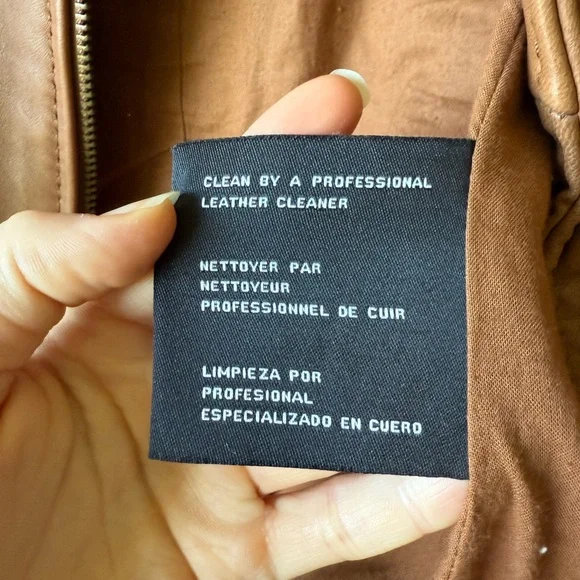 CLEAN BY A PROFESSIONAL
LEATHER CLEANER
NETTOYER PAR
NETTOYEUR
PROFESSIONNEL DE CUIR
LIMPIEZA POR
PROFESIONAL
ESPECIALIZADO EN CUERO